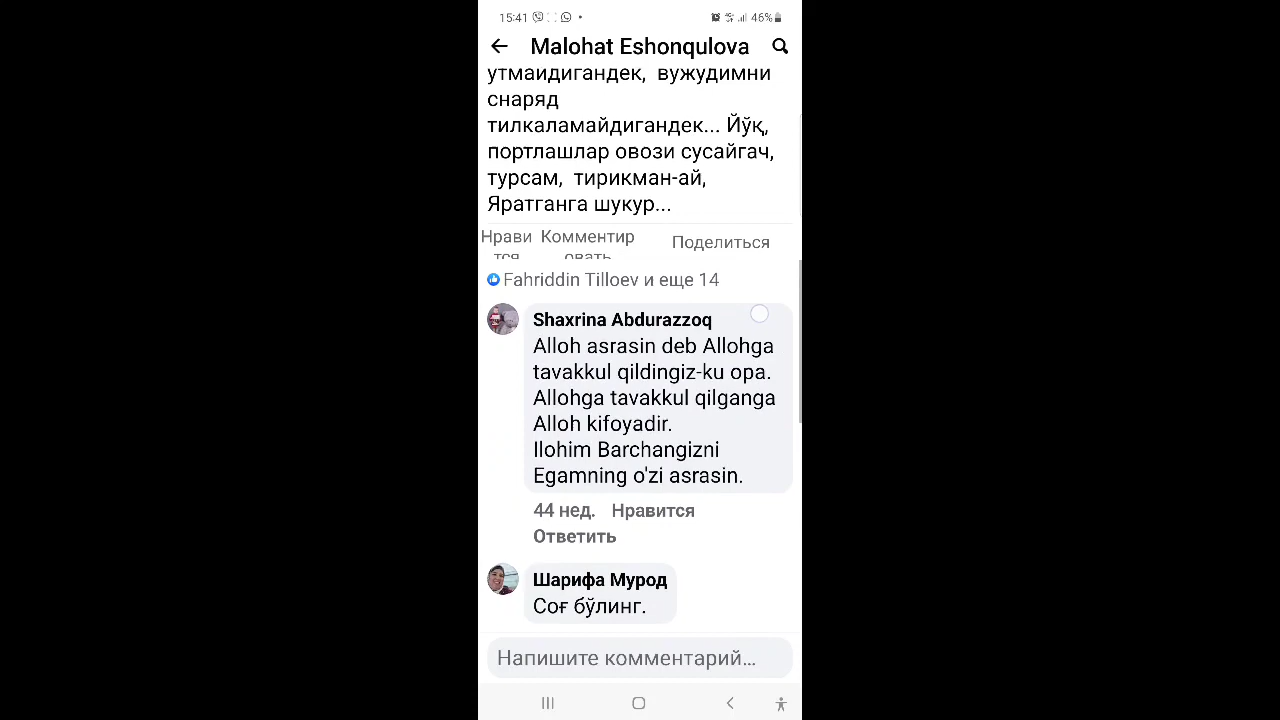 15:41
46%
Malohat Eshonqulova
утмаидигандек, вужудимни
снаряд
тилкаламайдигандек... Йўқ,
портлашлар овози сусайгач,
турсам, тирикман-ай,
Яратганга шукур...
Нрави
тся
Комментир
овать
Поделиться
Fahriddin Tilloev и еще 14
Shaxrina Abdurazzoq
Alloh asrasin deb Allohga
tavakkul qildingiz-ku opa.
Allohga tavakkul qilganga
Alloh kifoyadir.
Ilohim Barchangizni
Egamning o'zi asrasin.
44 нед. Нравится
Ответить
Шарифа Мурод
Соғ бўлинг.
Напишите комментарий...